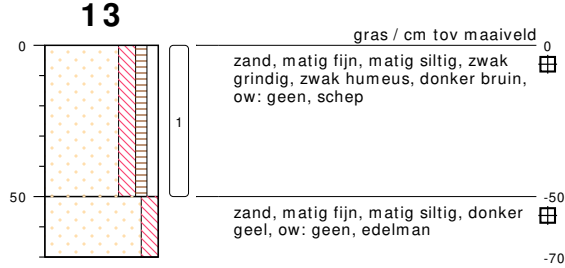 13
gras / cm tov maaiveld
0
0
zand, matig fijn, matig siltig, zwak
grindig, zwak humeus, donker bruin,
ow: geen, schep
1
50
-50
zand, matig fijn, matig siltig, donker
geel, ow: geen, edelman
-70